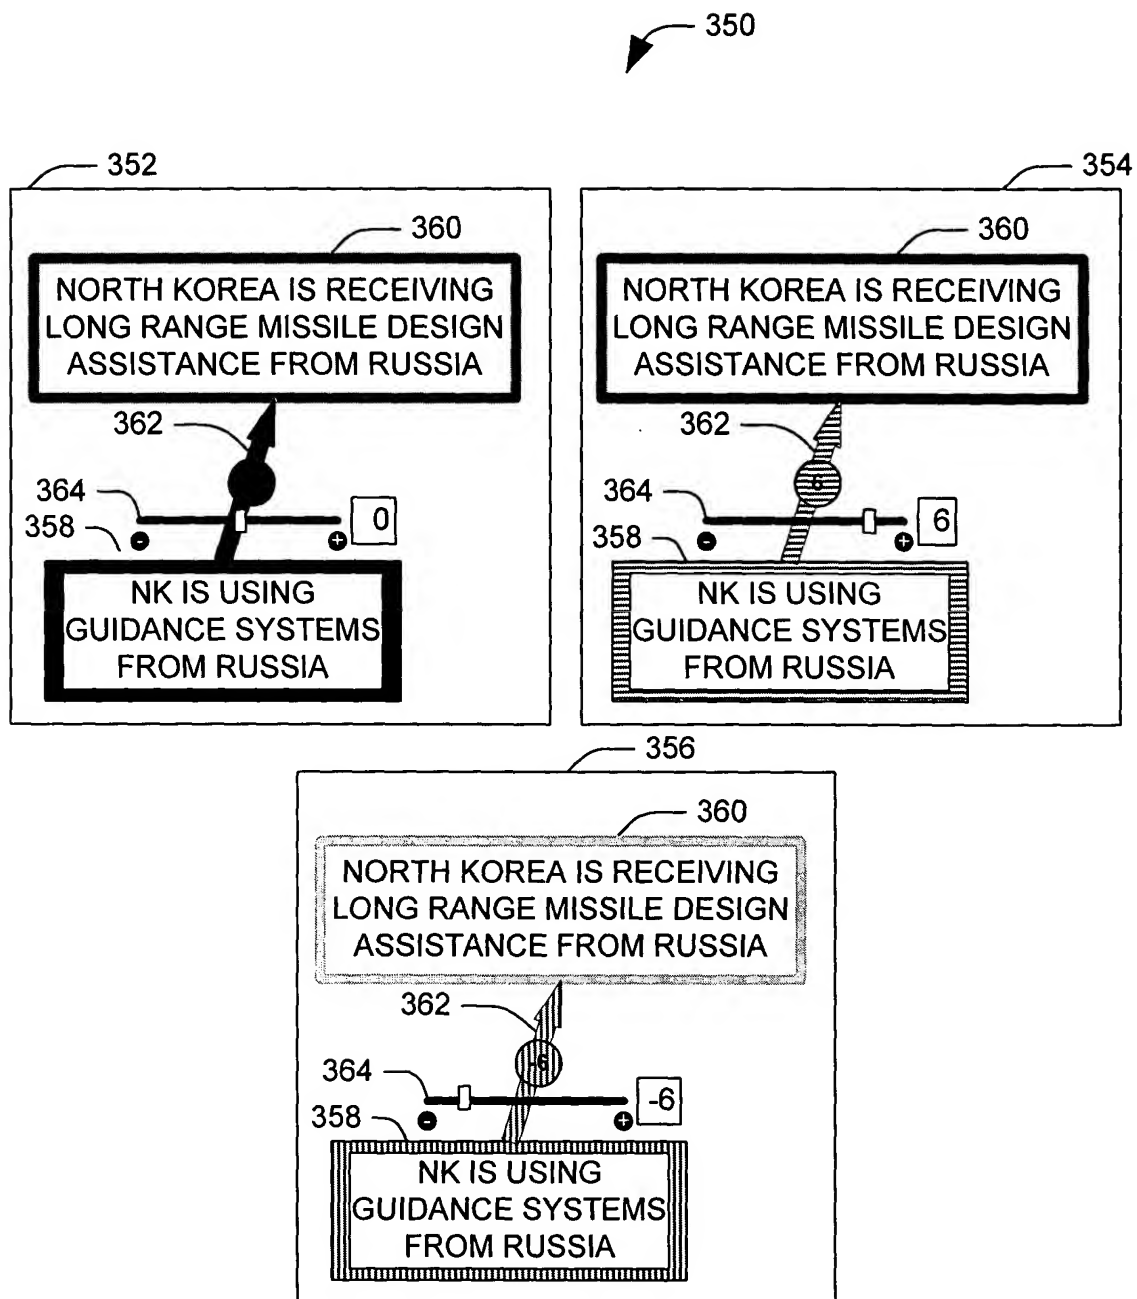 350
352
360
NORTH KOREA IS RECEIVING
LONG RANGE MISSILE DESIGN
ASSISTANCE FROM RUSSIA
362
364
0
- +
358
NK IS USING
GUIDANCE SYSTEMS
FROM RUSSIA
354
360
NORTH KOREA IS RECEIVING
LONG RANGE MISSILE DESIGN
ASSISTANCE FROM RUSSIA
362
6
364
6
- +
358
NK IS USING
GUIDANCE SYSTEMS
FROM RUSSIA
356
360
NORTH KOREA IS RECEIVING
LONG RANGE MISSILE DESIGN
ASSISTANCE FROM RUSSIA
362
-6
364
-6
- +
358
NK IS USING
GUIDANCE SYSTEMS
FROM RUSSIA